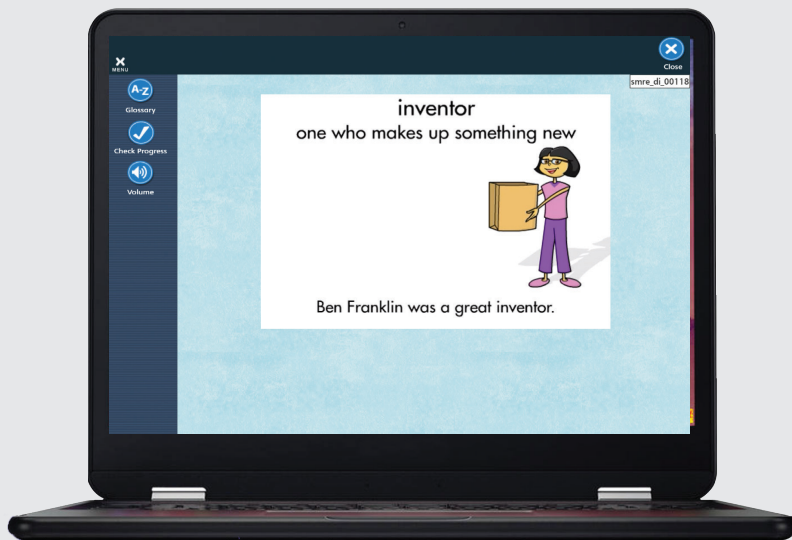 MENU
Close
smre_di_00118
A-Z
Glossary
Check Progress
Volume
inventor
one who makes up something new
Ben Franklin was a great inventor.